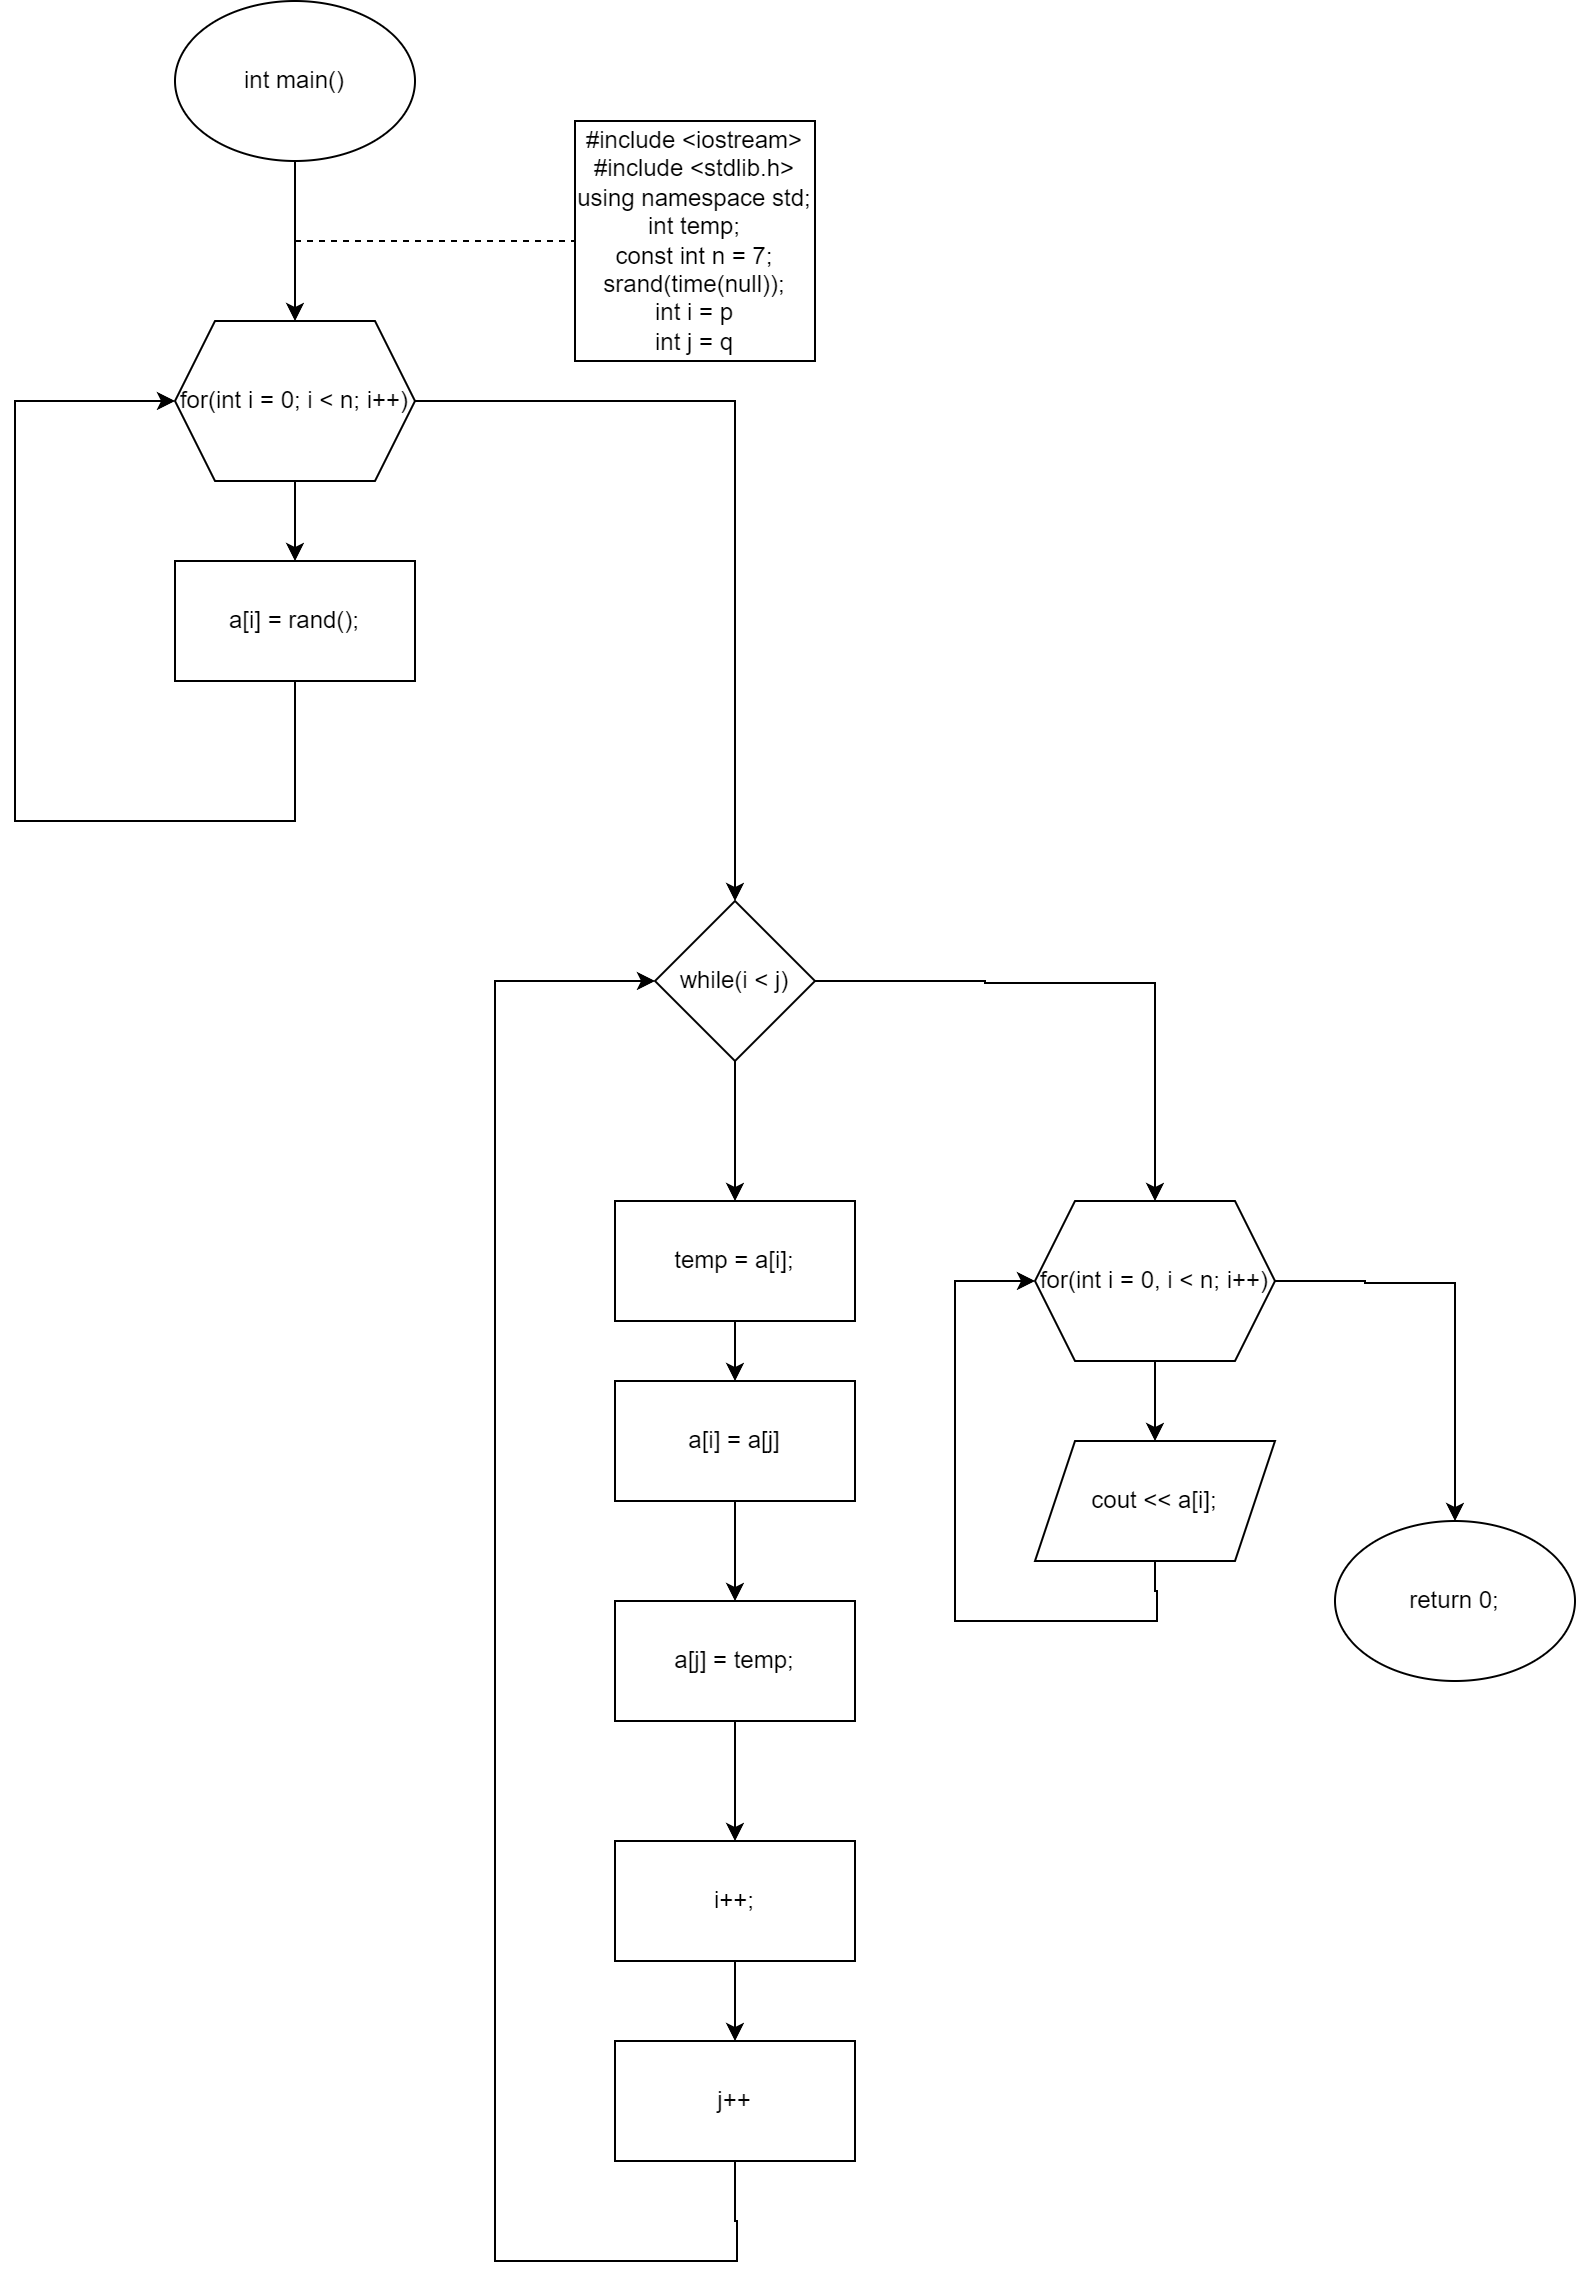 int main()
#include <iostream>
#include <stdlib.h>
using namespace std;
int temp;
const int n = 7;
srand(time(null));
int i = p
int j = q
for(int i = 0; i < n; i++)
a[i] = rand();
while(i < j)
temp = a[i];
a[i] = a[j]
a[j] = temp;
i++;
j++
for(int i = 0, i < n; i++)
cout << a[i];
return 0;